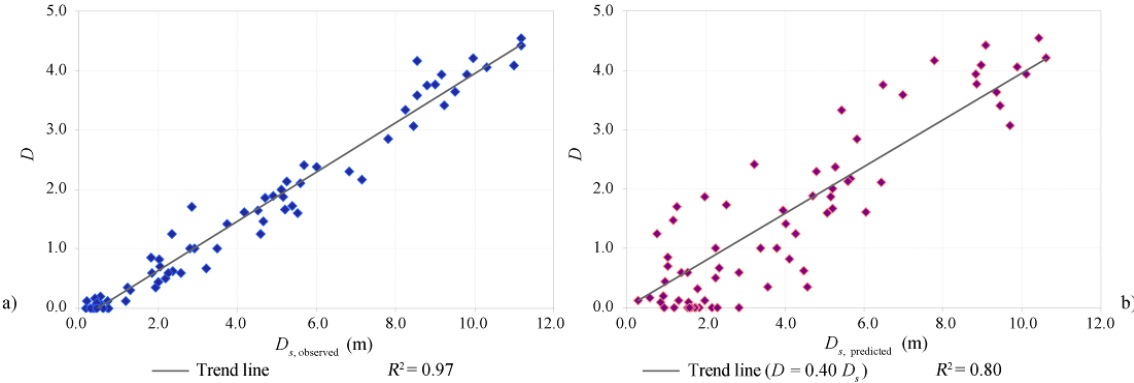 5.0
4.0
3.0
2.0
1.0
0.0
D
0.0 2.0 4.0 6.0 8.0 10.0 12.0
D s, observed (m)
Trend line R² = 0.97
a)
5.0
4.0
3.0
2.0
1.0
0.0
D
0.0 2.0 4.0 6.0 8.0 10.0 12.0
D s, predicted (m)
Trend line (D = 0.40 Ds) R² = 0.80
b)